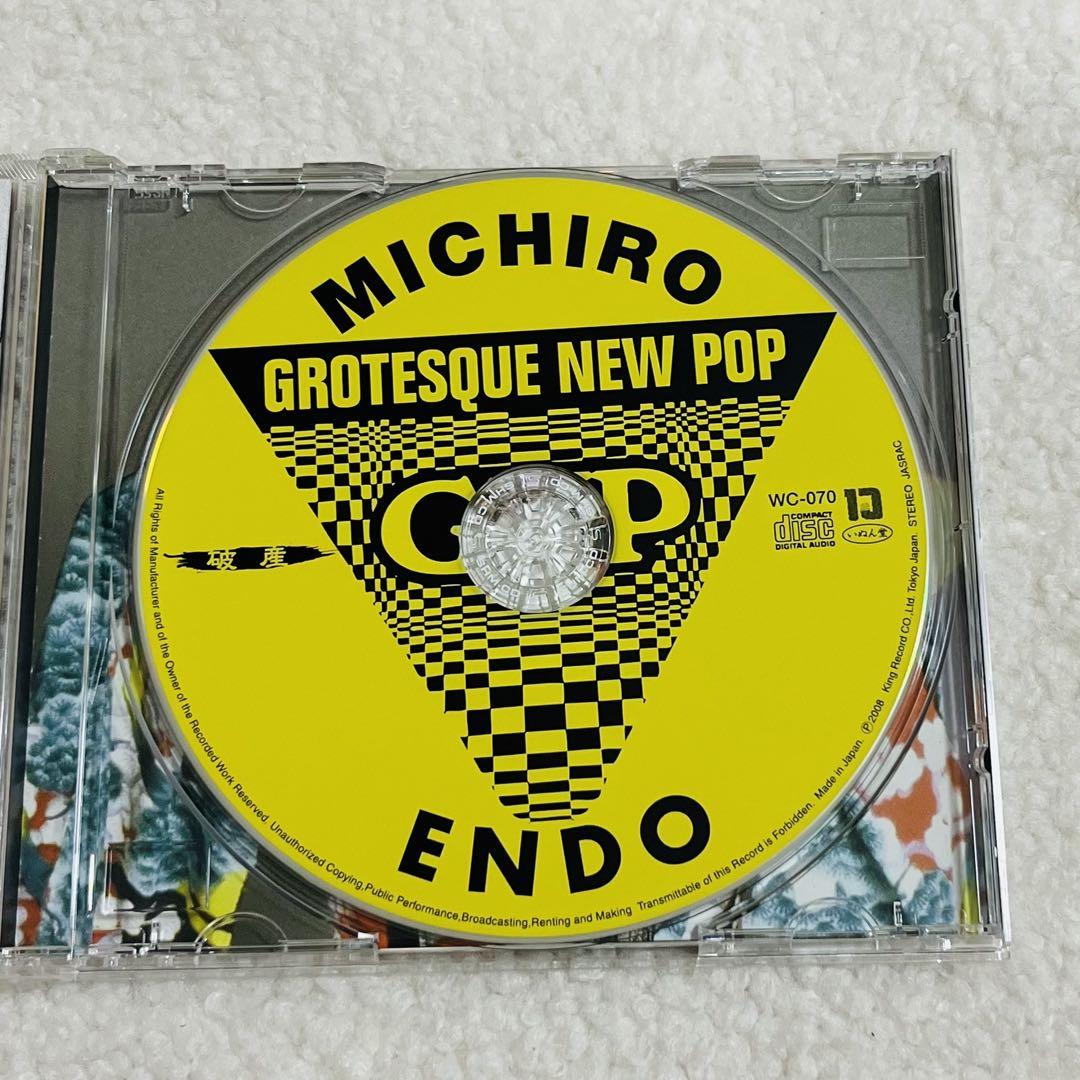 MICHIRO
GROTESQUE NEW POP
WC-070
COMPACT
disc
DIGITAL AUDIO
いぬん堂
破産
ENDO
All Rights of Manufacturer and of the Owner of the Recorded Work Reserved. Unauthorized Copying,Public Performance,Broadcasting,Renting and Making Transmittable of this Record is Forbidden. Made in Japan. Ⓟ2008 King Record CO.,Ltd. Tokyo Japan. STEREO JASRAC